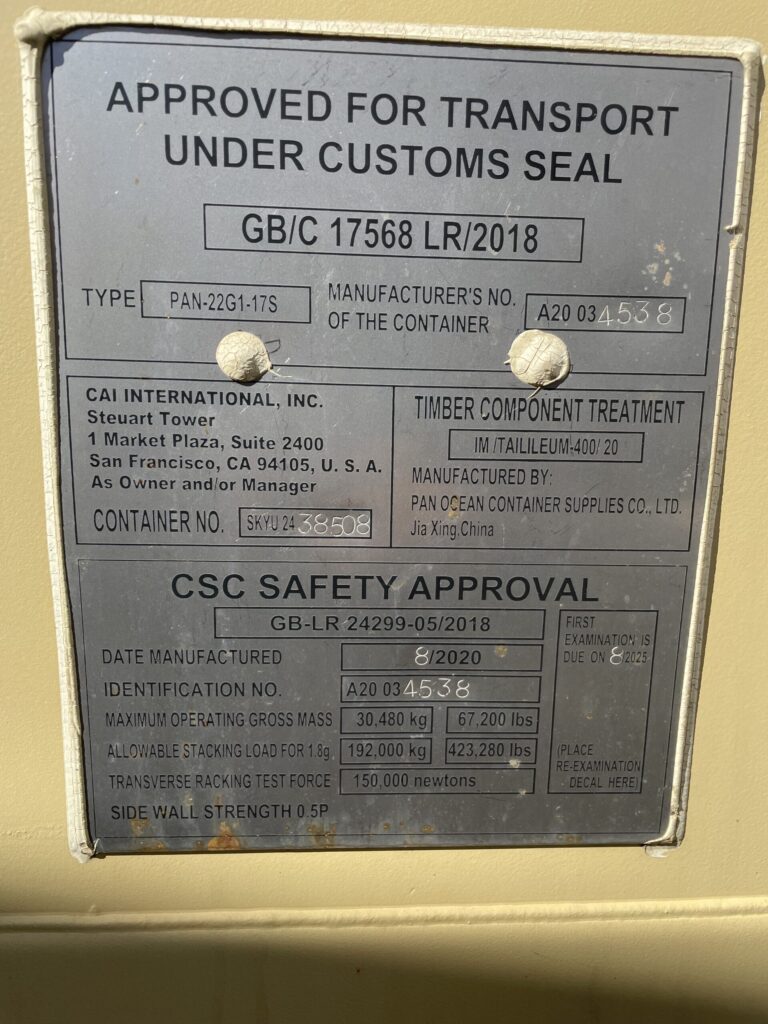 APPROVED FOR TRANSPORT
UNDER CUSTOMS SEAL
GB/C 17568 LR/2018
TYPE PAN-22G1-17S
MANUFACTURER'S NO.
OF THE CONTAINER A20 034538
CAI INTERNATIONAL, INC.
Steuart Tower
1 Market Plaza, Suite 2400
San Francisco, CA 94105, U. S. A.
As Owner and/or Manager
CONTAINER NO. SKYU 24 38508
TIMBER COMPONENT TREATMENT
IM /TAILILEUM-400/ 20
MANUFACTURED BY:
PAN OCEAN CONTAINER SUPPLIES CO., LTD.
Jia Xing,China
CSC SAFETY APPROVAL
GB-LR 24299-05/2018
DATE MANUFACTURED 8/2020
IDENTIFICATION NO. A20 034538
MAXIMUM OPERATING GROSS MASS 30,480 kg 67,200 lbs
ALLOWABLE STACKING LOAD FOR 1.8g 192,000 kg 423,280 lbs
TRANSVERSE RACKING TEST FORCE 150,000 newtons
SIDE WALL STRENGTH 0.5P
FIRST
EXAMINATION IS
DUE ON 8/2025
(PLACE
RE-EXAMINATION
DECAL HERE)